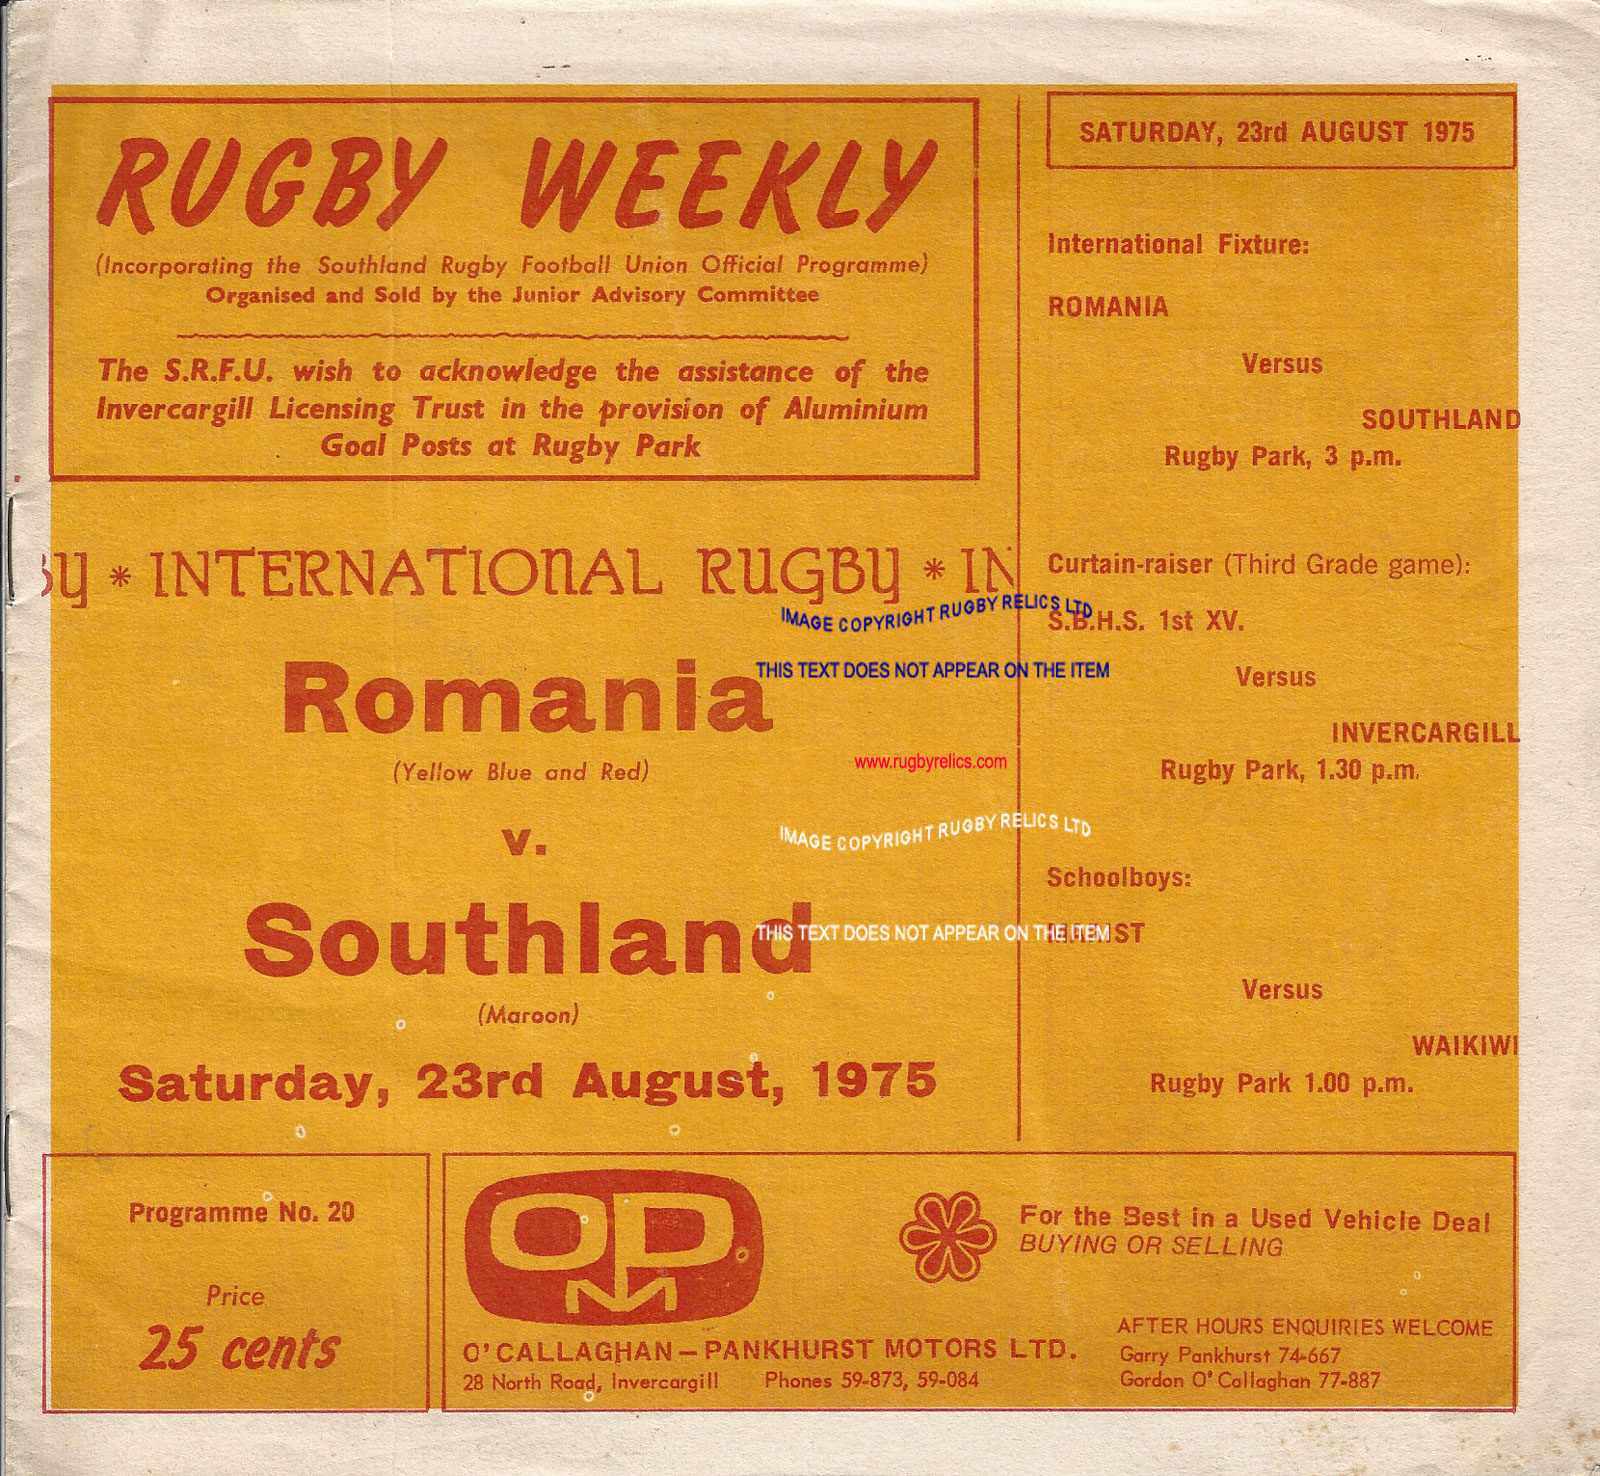 RUGBY WEEKLY
(Incorporating the Southland Rugby Football Union Official Programme)
Organised and Sold by the Junior Advisory Committee
The S.R.F.U. wish to acknowledge the assistance of the
Invercargill Licensing Trust in the provision of Aluminium
Goal Posts at Rugby Park
BY * INTERNATIONAL RUGBY * IN
Romania
(Yellow Blue and Red)
v.
Southland
(Maroon)
Saturday, 23rd August, 1975
SATURDAY, 23rd AUGUST 1975
International Fixture:
ROMANIA
Versus
SOUTHLAND
Rugby Park, 3 p.m.
Curtain-raiser (Third Grade game):
S.B.H.S. 1st XV.
Versus
INVERCARGILL
Rugby Park, 1.30 p.m.
Schoolboys:
MARIST
Versus
WAIKIWI
Rugby Park 1.00 p.m.
IMAGE COPYRIGHT RUGBY RELICS LTD
THIS TEXT DOES NOT APPEAR ON THE ITEM
www.rugbyrelics.com
IMAGE COPYRIGHT RUGBY RELICS LTD
THIS TEXT DOES NOT APPEAR ON THE ITEM
Programme No. 20
Price
25 cents
OPM
O'CALLAGHAN – PANKHURST MOTORS LTD.
28 North Road, Invercargill Phones 59-873, 59-084
For the Best in a Used Vehicle Deal
BUYING OR SELLING
AFTER HOURS ENQUIRIES WELCOME
Garry Pankhurst 74-667
Gordon O'Callaghan 77-887